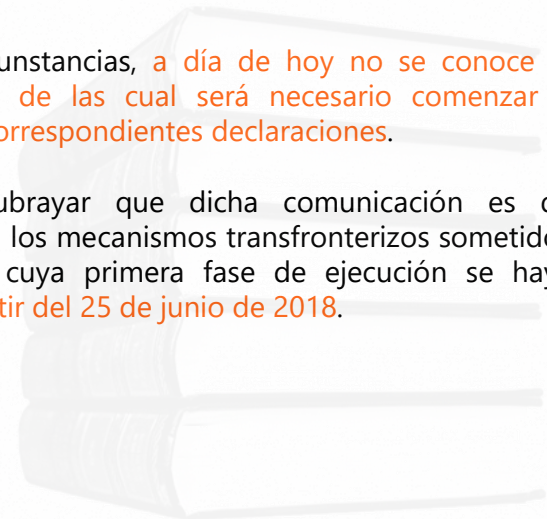 unstancias, a día de hoy no se conoce
de las cual será necesario comenzar
orrespondientes declaraciones.
ubrayar que dicha comunicación es
los mecanismos transfronterizos sometid
cuya primera fase de ejecución se hay
tir del 25 de junio de 2018.